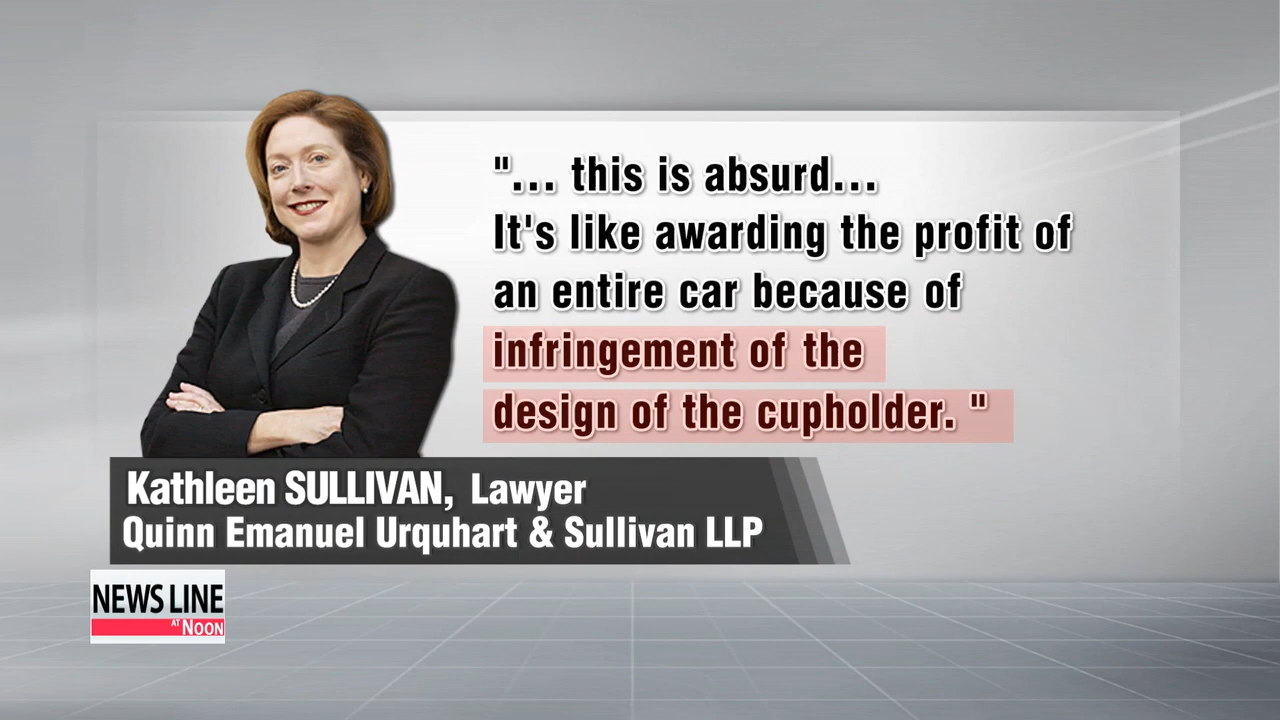 "... this is absurd...
It's like awarding the profit of
an entire car because of
infringement of the
design of the cupholder. "
Kathleen SULLIVAN, Lawyer
Quinn Emanuel Urquhart & Sullivan LLP
NEWS LINE
AT NOON